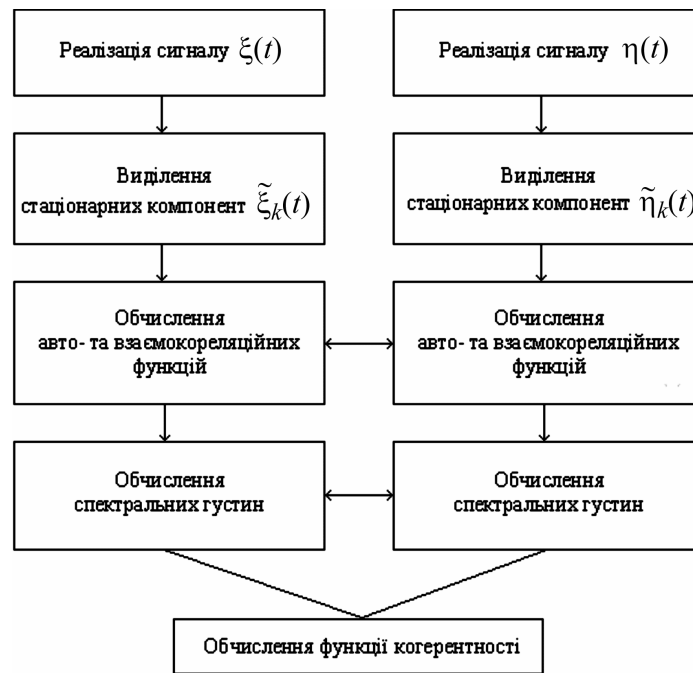 Реалізація сигналу ξ(t)
Реалізація сигналу η(t)
Виділення
стаціонарних компонент ξ̃ₖ(t)
Виділення
стаціонарних компонент η̃ₖ(t)
Обчислення
авто- та взаємокореляційних
функцій
Обчислення
авто- та взаємокореляційних
функцій
Обчислення
спектральних густин
Обчислення
спектральних густин
Обчислення функції когерентності